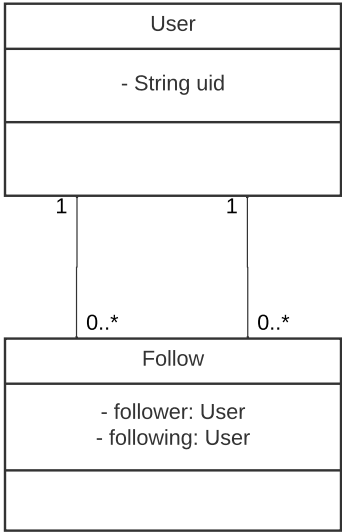 User
- String uid
1
1
0..*
0..*
Follow
- follower: User
- following: User